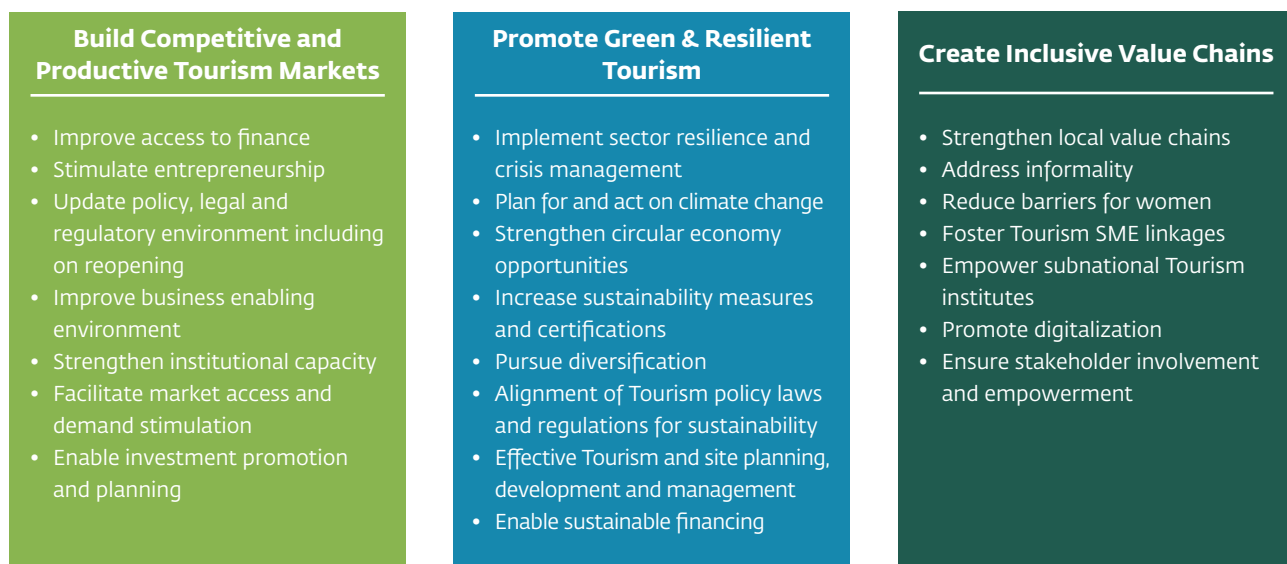 Build Competitive and
Productive Tourism Markets
• Improve access to finance
• Stimulate entrepreneurship
• Update policy, legal and
regulatory environment including
on reopening
• Improve business enabling
environment
• Strengthen institutional capacity
• Facilitate market access and
demand stimulation
• Enable investment promotion
and planning
Promote Green & Resilient
Tourism
• Implement sector resilience and
crisis management
• Plan for and act on climate change
• Strengthen circular economy
opportunities
• Increase sustainability measures
and certifications
• Pursue diversification
• Alignment of Tourism policy laws
and regulations for sustainability
• Effective Tourism and site planning,
development and management
• Enable sustainable financing
Create Inclusive Value Chains
• Strengthen local value chains
• Address informality
• Reduce barriers for women
• Foster Tourism SME linkages
• Empower subnational Tourism
institutes
• Promote digitalization
• Ensure stakeholder involvement
and empowerment